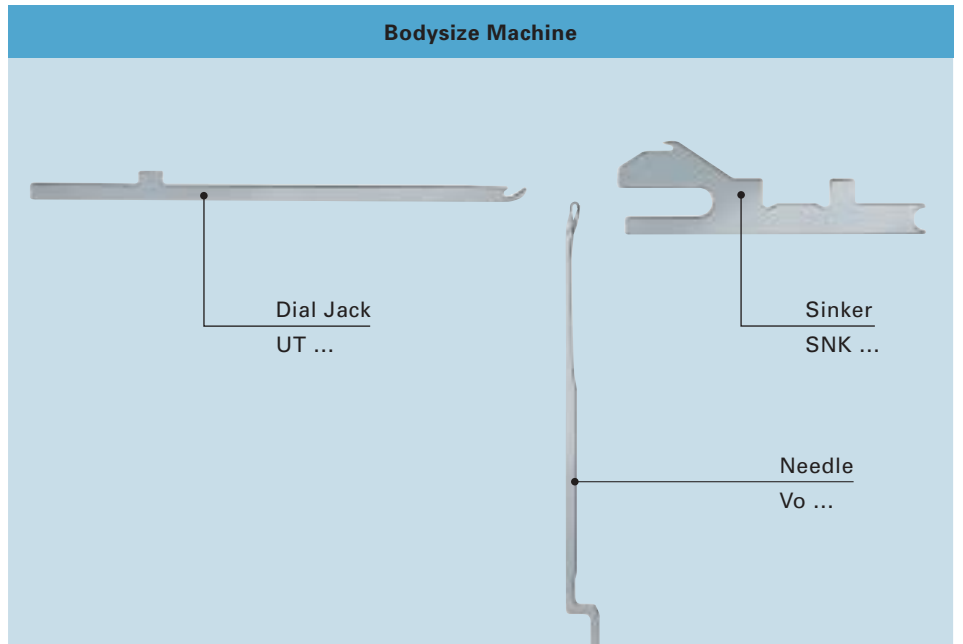 Bodysize Machine
Dial Jack
UT ...
Sinker
SNK ...
Needle
Vo ...